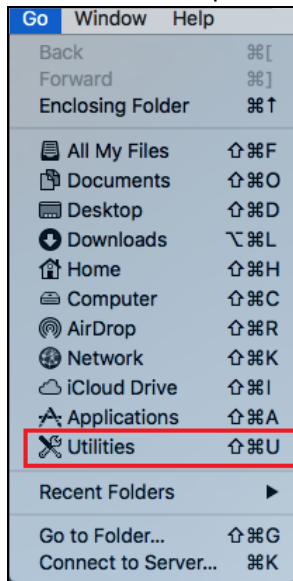 Go Window Help
Back ⌘[
Forward ⌘]
Enclosing Folder ⌘↑
All My Files ⇧⌘F
Documents ⇧⌘O
Desktop ⇧⌘D
Downloads ⌥⌘L
Home ⇧⌘H
Computer ⇧⌘C
AirDrop ⇧⌘R
Network ⇧⌘K
iCloud Drive ⇧⌘I
Applications ⇧⌘A
Utilities ⇧⌘U
Recent Folders ▶
Go to Folder... ⇧⌘G
Connect to Server... ⌘K